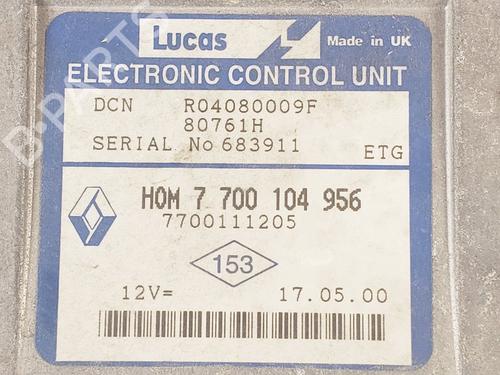 Lucas
Made in UK
ELECTRONIC CONTROL UNIT
DCN R04080009F
80761H
SERIAL No 683911 ETG
HOM 7 700 104 956
7700111205
153
12V= 17.05.00
B-PARTS